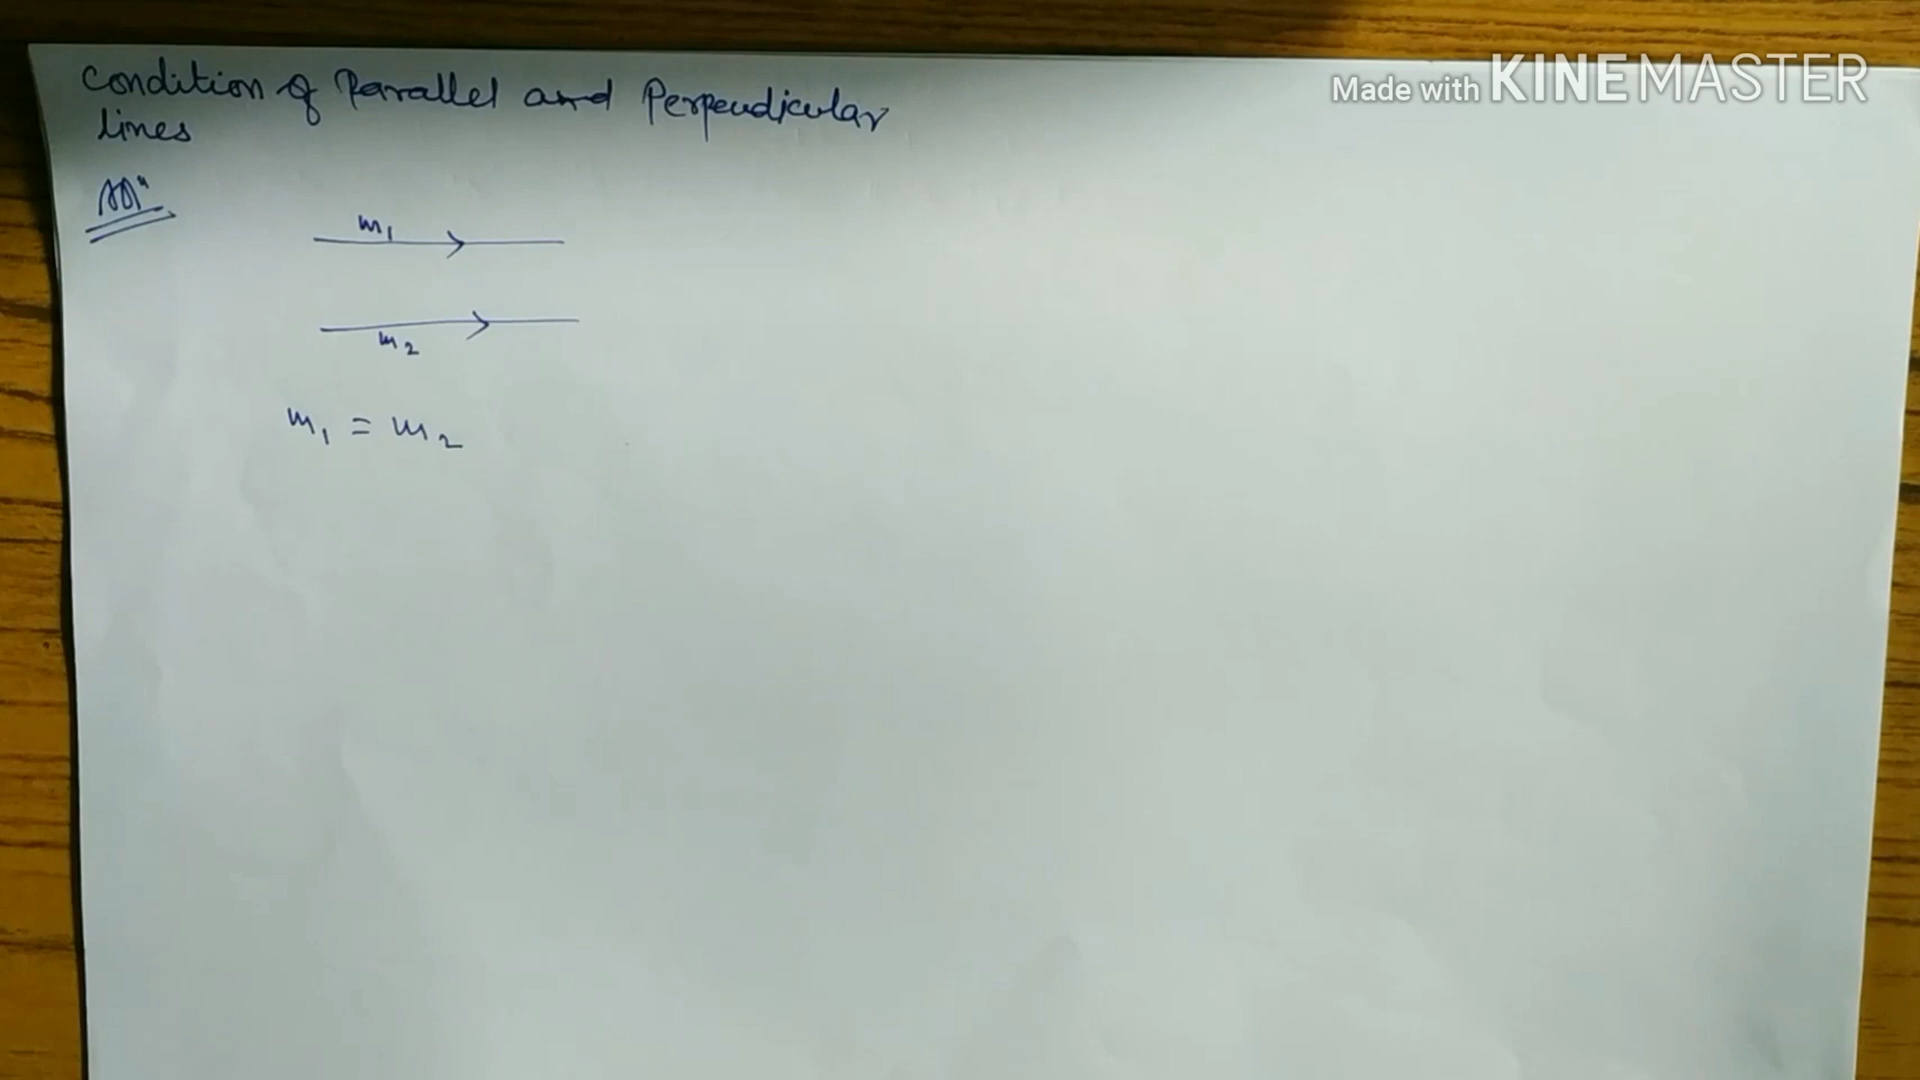 Condition of Parallel and Perpendicular
lines
Made with KINEMASTER
m₁
m₂
m₁ = m₂